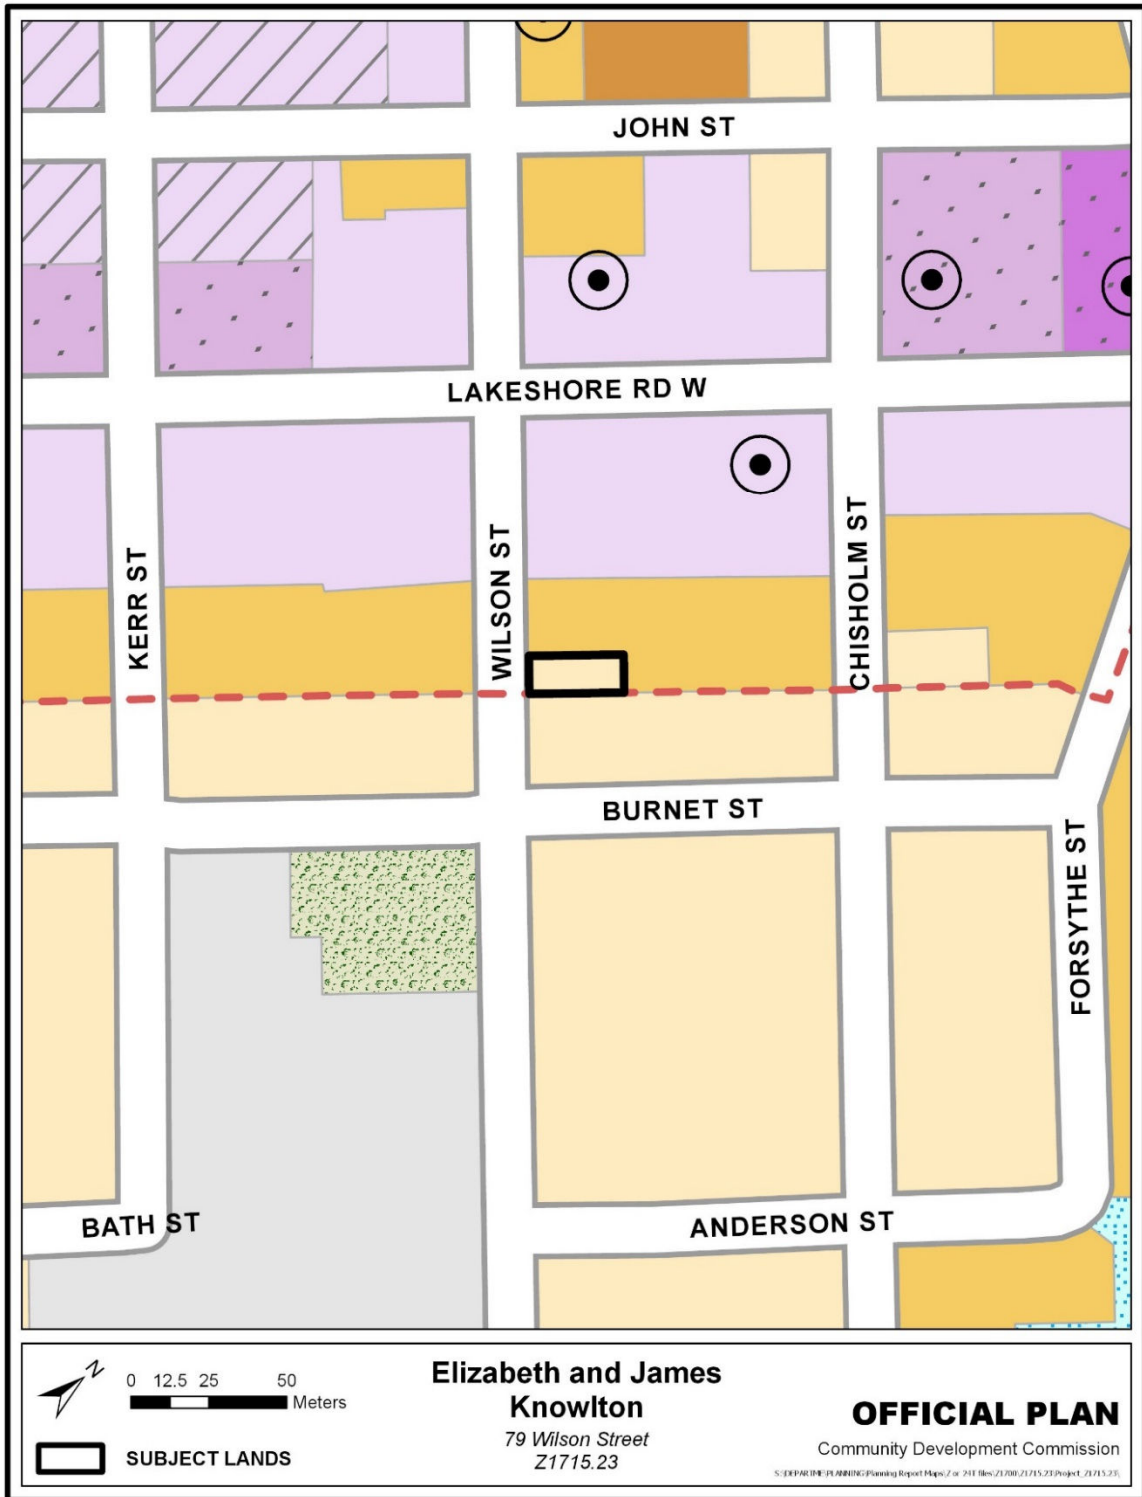 JOHN ST
LAKESHORE RD W
KERR ST
WILSON ST
CHISHOLM ST
BURNET ST
FORSYTHE ST
BATH ST
ANDERSON ST
N
0 12.5 25 50
Meters
SUBJECT LANDS
Elizabeth and James
Knowlton
79 Wilson Street
Z1715.23
OFFICIAL PLAN
Community Development Commission